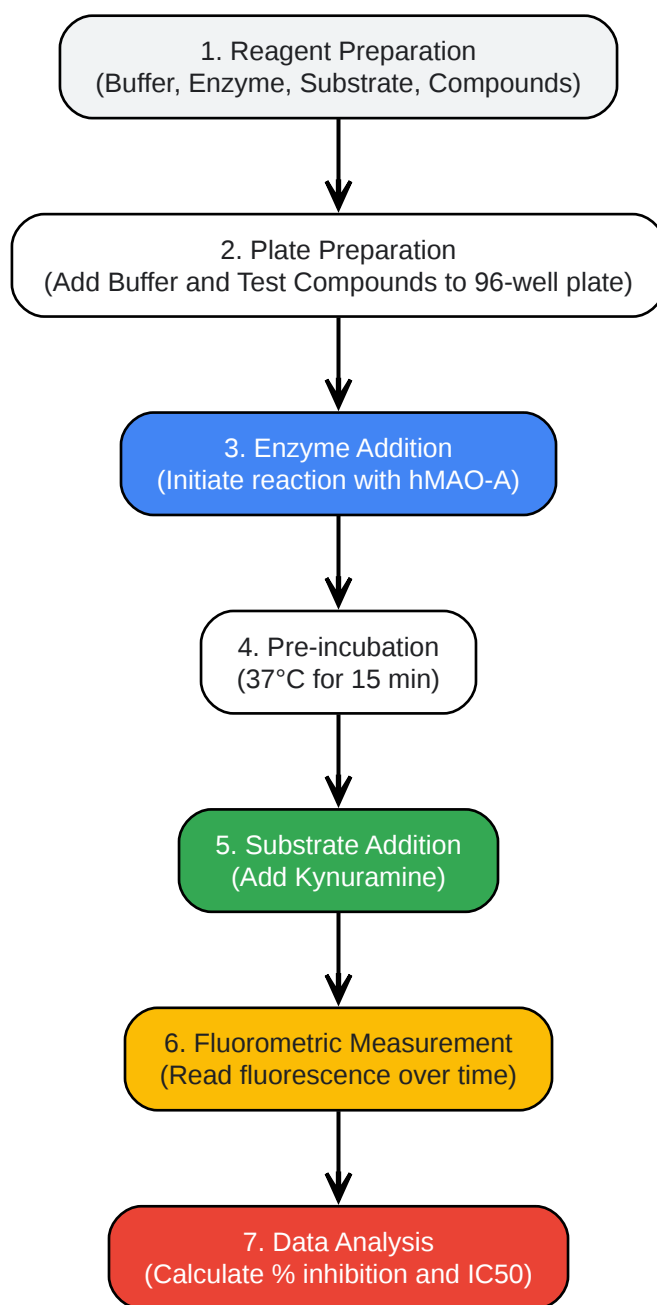 1. Reagent Preparation
(Buffer, Enzyme, Substrate, Compounds)
2. Plate Preparation
(Add Buffer and Test Compounds to 96-well plate)
3. Enzyme Addition
(Initiate reaction with hMAO-A)
4. Pre-incubation
(37°C for 15 min)
5. Substrate Addition
(Add Kynuramine)
6. Fluorometric Measurement
(Read fluorescence over time)
7. Data Analysis
(Calculate % inhibition and IC50)